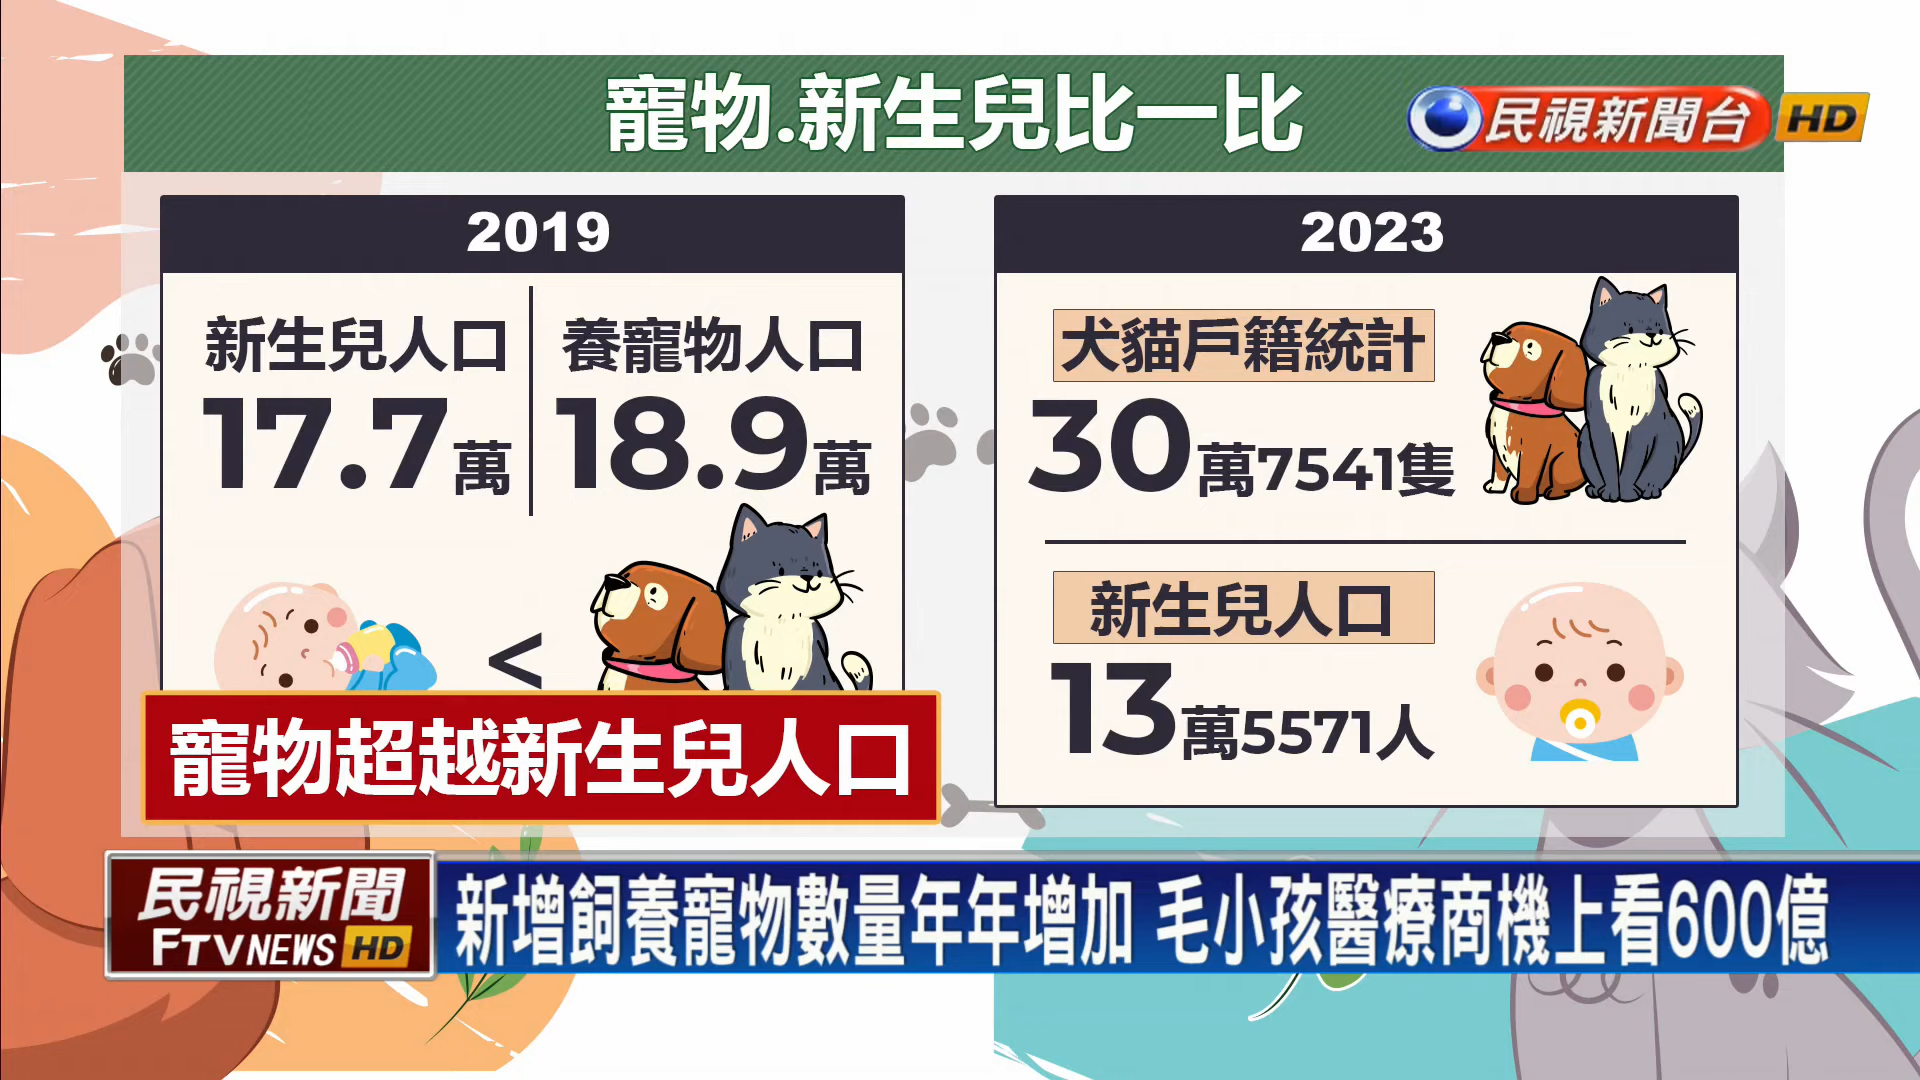 寵物.新生兒比一比
民視新聞台 HD
2019
新生兒人口
17.7萬
養寵物人口
18.9萬
<
寵物超越新生兒人口
2023
犬貓戶籍統計
30萬7541隻
新生兒人口
13萬5571人
民視新聞
FTVNEWS HD
新增飼養寵物數量年年增加 毛小孩醫療商機上看600億